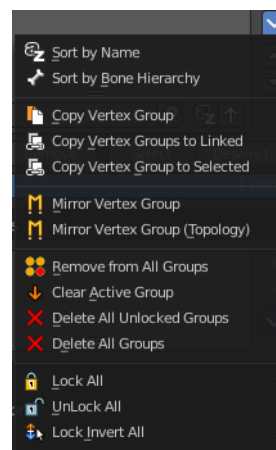 Sort by Name
Sort by Bone Hierarchy
Copy Vertex Group
Copy Vertex Groups to Linked
Copy Vertex Group to Selected
Mirror Vertex Group
Mirror Vertex Group (Topology)
Remove from All Groups
Clear Active Group
Delete All Unlocked Groups
Delete All Groups
Lock All
UnLock All
Lock Invert All